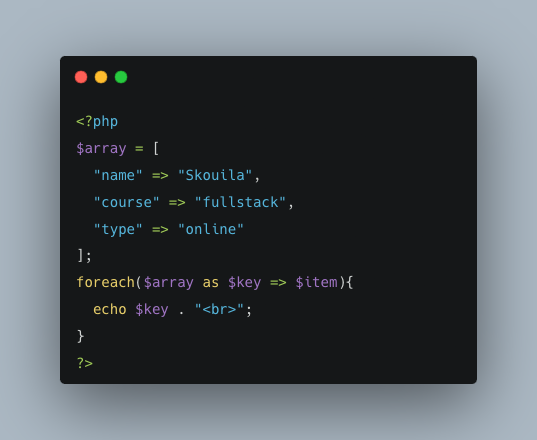 <?php
$array = [
  "name" => "Skouila",
  "course" => "fullstack",
  "type" => "online"
];
foreach($array as $key => $item){
  echo $key . "<br>";
}
?>